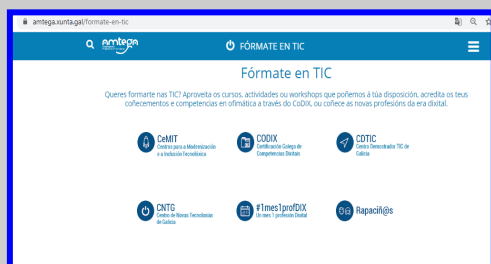 amtega.xunta.gal/formate-en-tic
amtega
FÓRMATE EN TIC
Fórmate en TIC
Queres formarte nas TIC? Aproveita os cursos, actividades ou workshops que poñemos á túa disposición, acredita os teus
coñecementos e competencias en ofimática a través do CoDIX, ou coñece as novas profesións da era dixital.
CeMIT
Centros para a Modernización
e a Inclusión Tecnolóxica
CODIX
Certificación Galega de
Competencias Dixitais
CDTIC
Centro Demostrador TIC de
Galicia
CNTG
Centro de Novas Tecnoloxías
de Galicia
#1mes1profDIX
Un mes 1 profesión Dixital
Rapaciñ@s